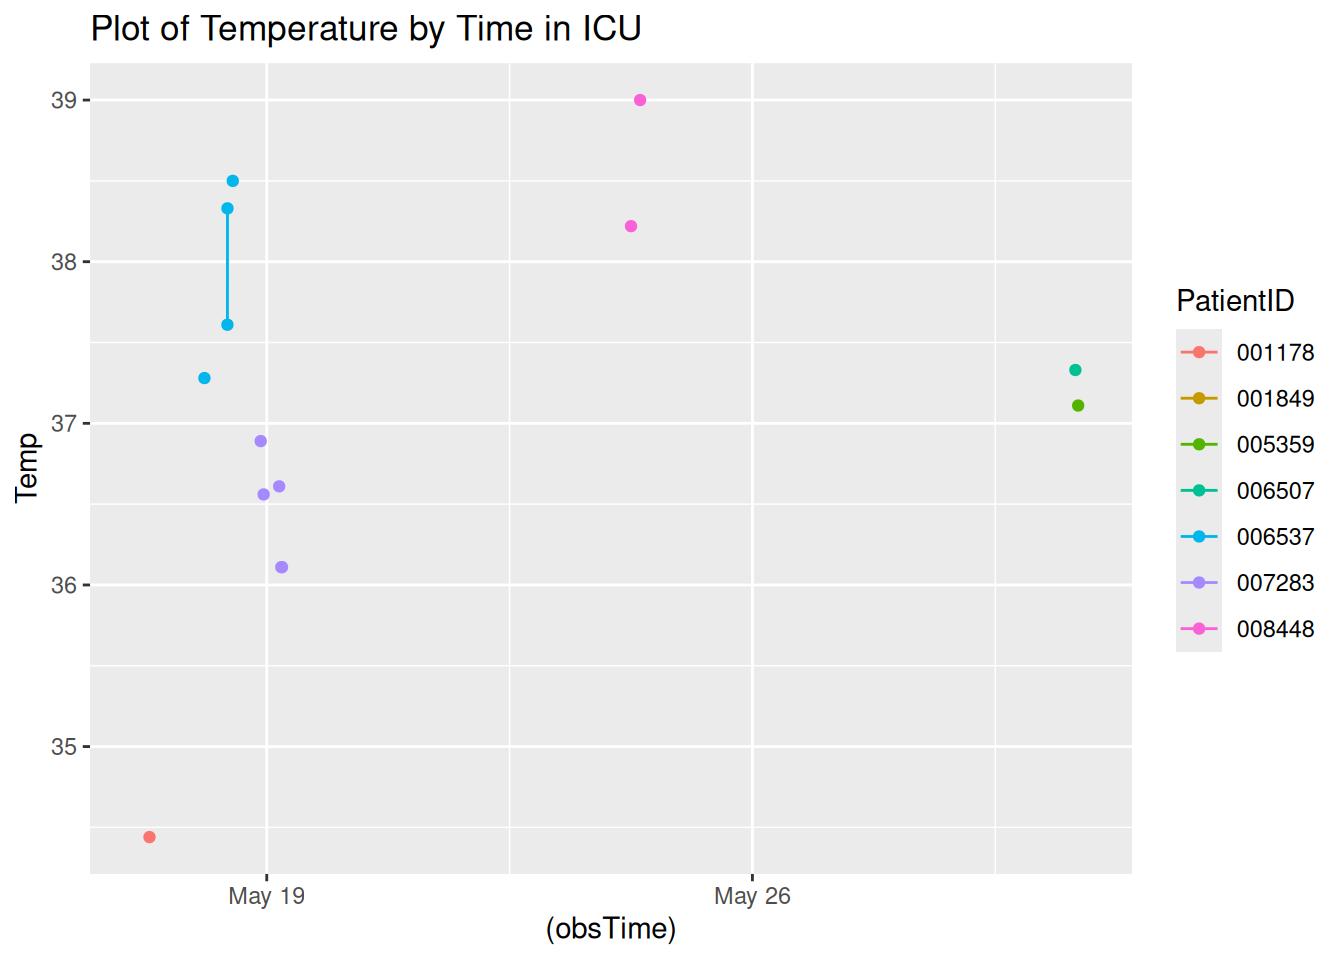 Plot of Temperature by Time in ICU
39
38
37
36
35
Temp
May 19
May 26
(obsTime)
PatientID
001178
001849
005359
006507
006537
007283
008448